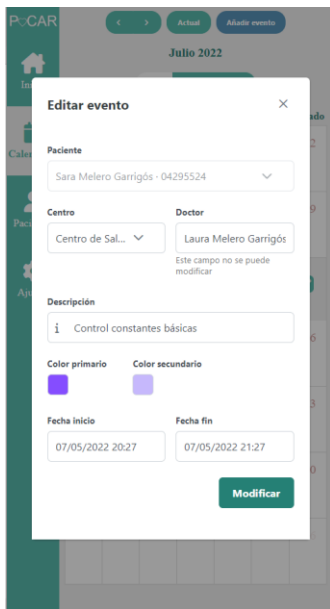 POCAR
Actual
Añadir evento
Julio 2022
Editar evento
Paciente
Sara Melero Garrigós - 04295524
Centro
Doctor
Centro de Sal...
Laura Melero Garrigós
Este campo no se puede
modificar
Descripción
Control constantes básicas
Color primario
Color secundario
Fecha inicio
Fecha fin
07/05/2022 20:27
07/05/2022 21:27
Modificar